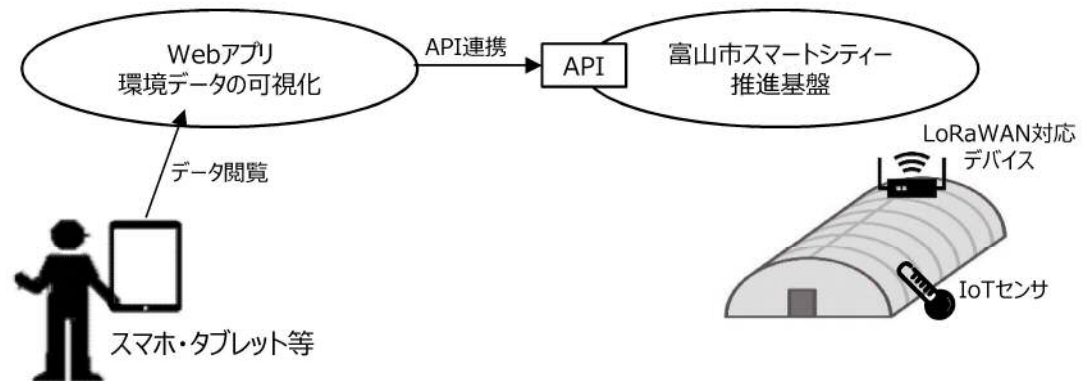 Webアプリ
環境データの可視化
API連携
API
富山市スマートシティー
推進基盤
LoRaWAN対応
デバイス
データ閲覧
IoTセンサ
スマホ・タブレット等